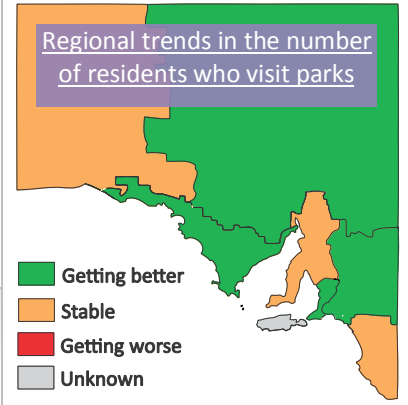 Regional trends in the number
of residents who visit parks
Getting better
Stable
Getting worse
Unknown